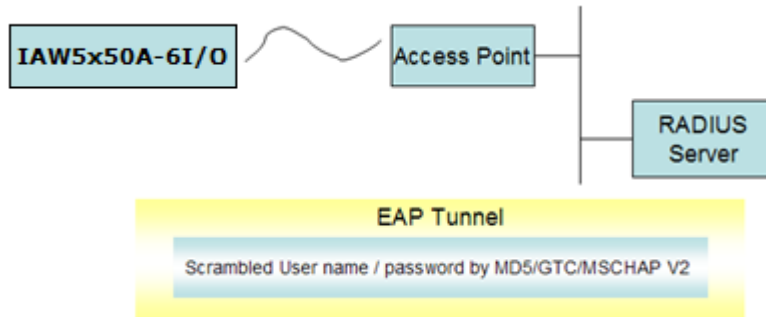 IAW5x50A-6I/O
Access Point
RADIUS
Server
EAP Tunnel
Scrambled User name / password by MD5/GTC/MSCHAP V2